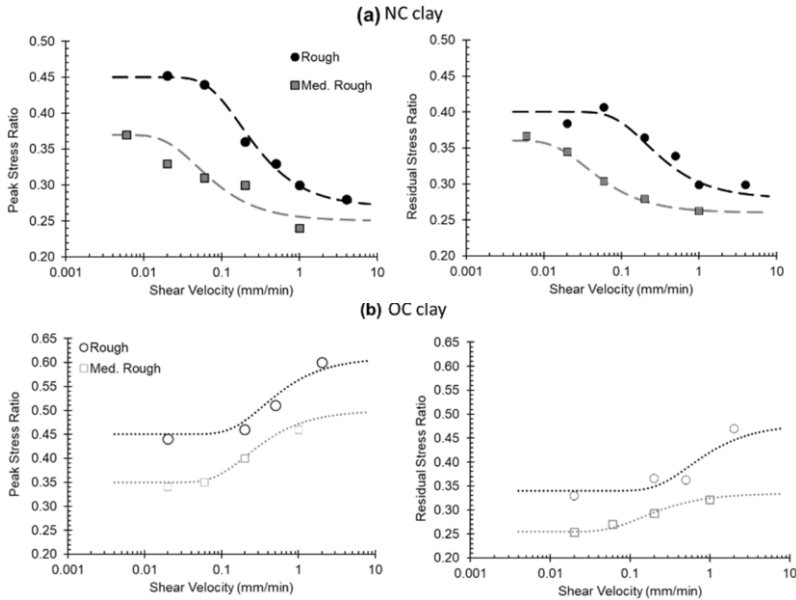 (a) NC clay
0.50
0.45
0.40
0.35
0.30
0.25
0.20
Peak Stress Ratio
Rough
Med. Rough
0.001 0.01 0.1 1 10
Shear Velocity (mm/min)
0.50
0.45
0.40
0.35
0.30
0.25
0.20
Residual Stress Ratio
0.001 0.01 0.1 1 10
Shear Velocity (mm/min)
(b) OC clay
0.65
0.60
0.55
0.50
0.45
0.40
0.35
0.30
0.25
0.20
Peak Stress Ratio
Rough
Med. Rough
0.001 0.01 0.1 1 10
Shear Velocity (mm/min)
0.65
0.60
0.55
0.50
0.45
0.40
0.35
0.30
0.25
0.20
Residual Stress Ratio
0.001 0.01 0.1 1 10
Shear Velocity (mm/min)